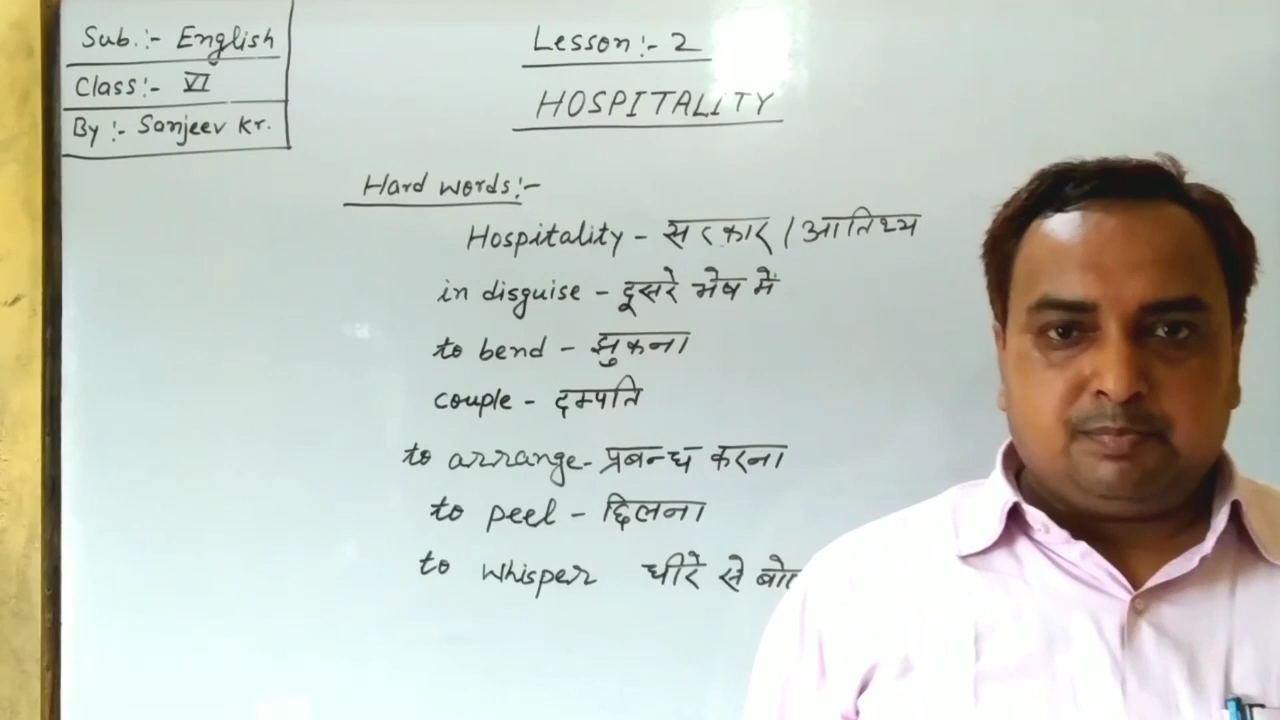 Sub.:- English
Class:- VI
By:- Sanjeev Kr.
Lesson:- 2
HOSPITALITY
Hard words:-
Hospitality - सत्कार / आतिथ्य
in disguise - दूसरे भेष में
to bend - झुकना
couple - दम्पति
to arrange - प्रबन्ध करना
to peel - छिलना
to whisper धीरे से